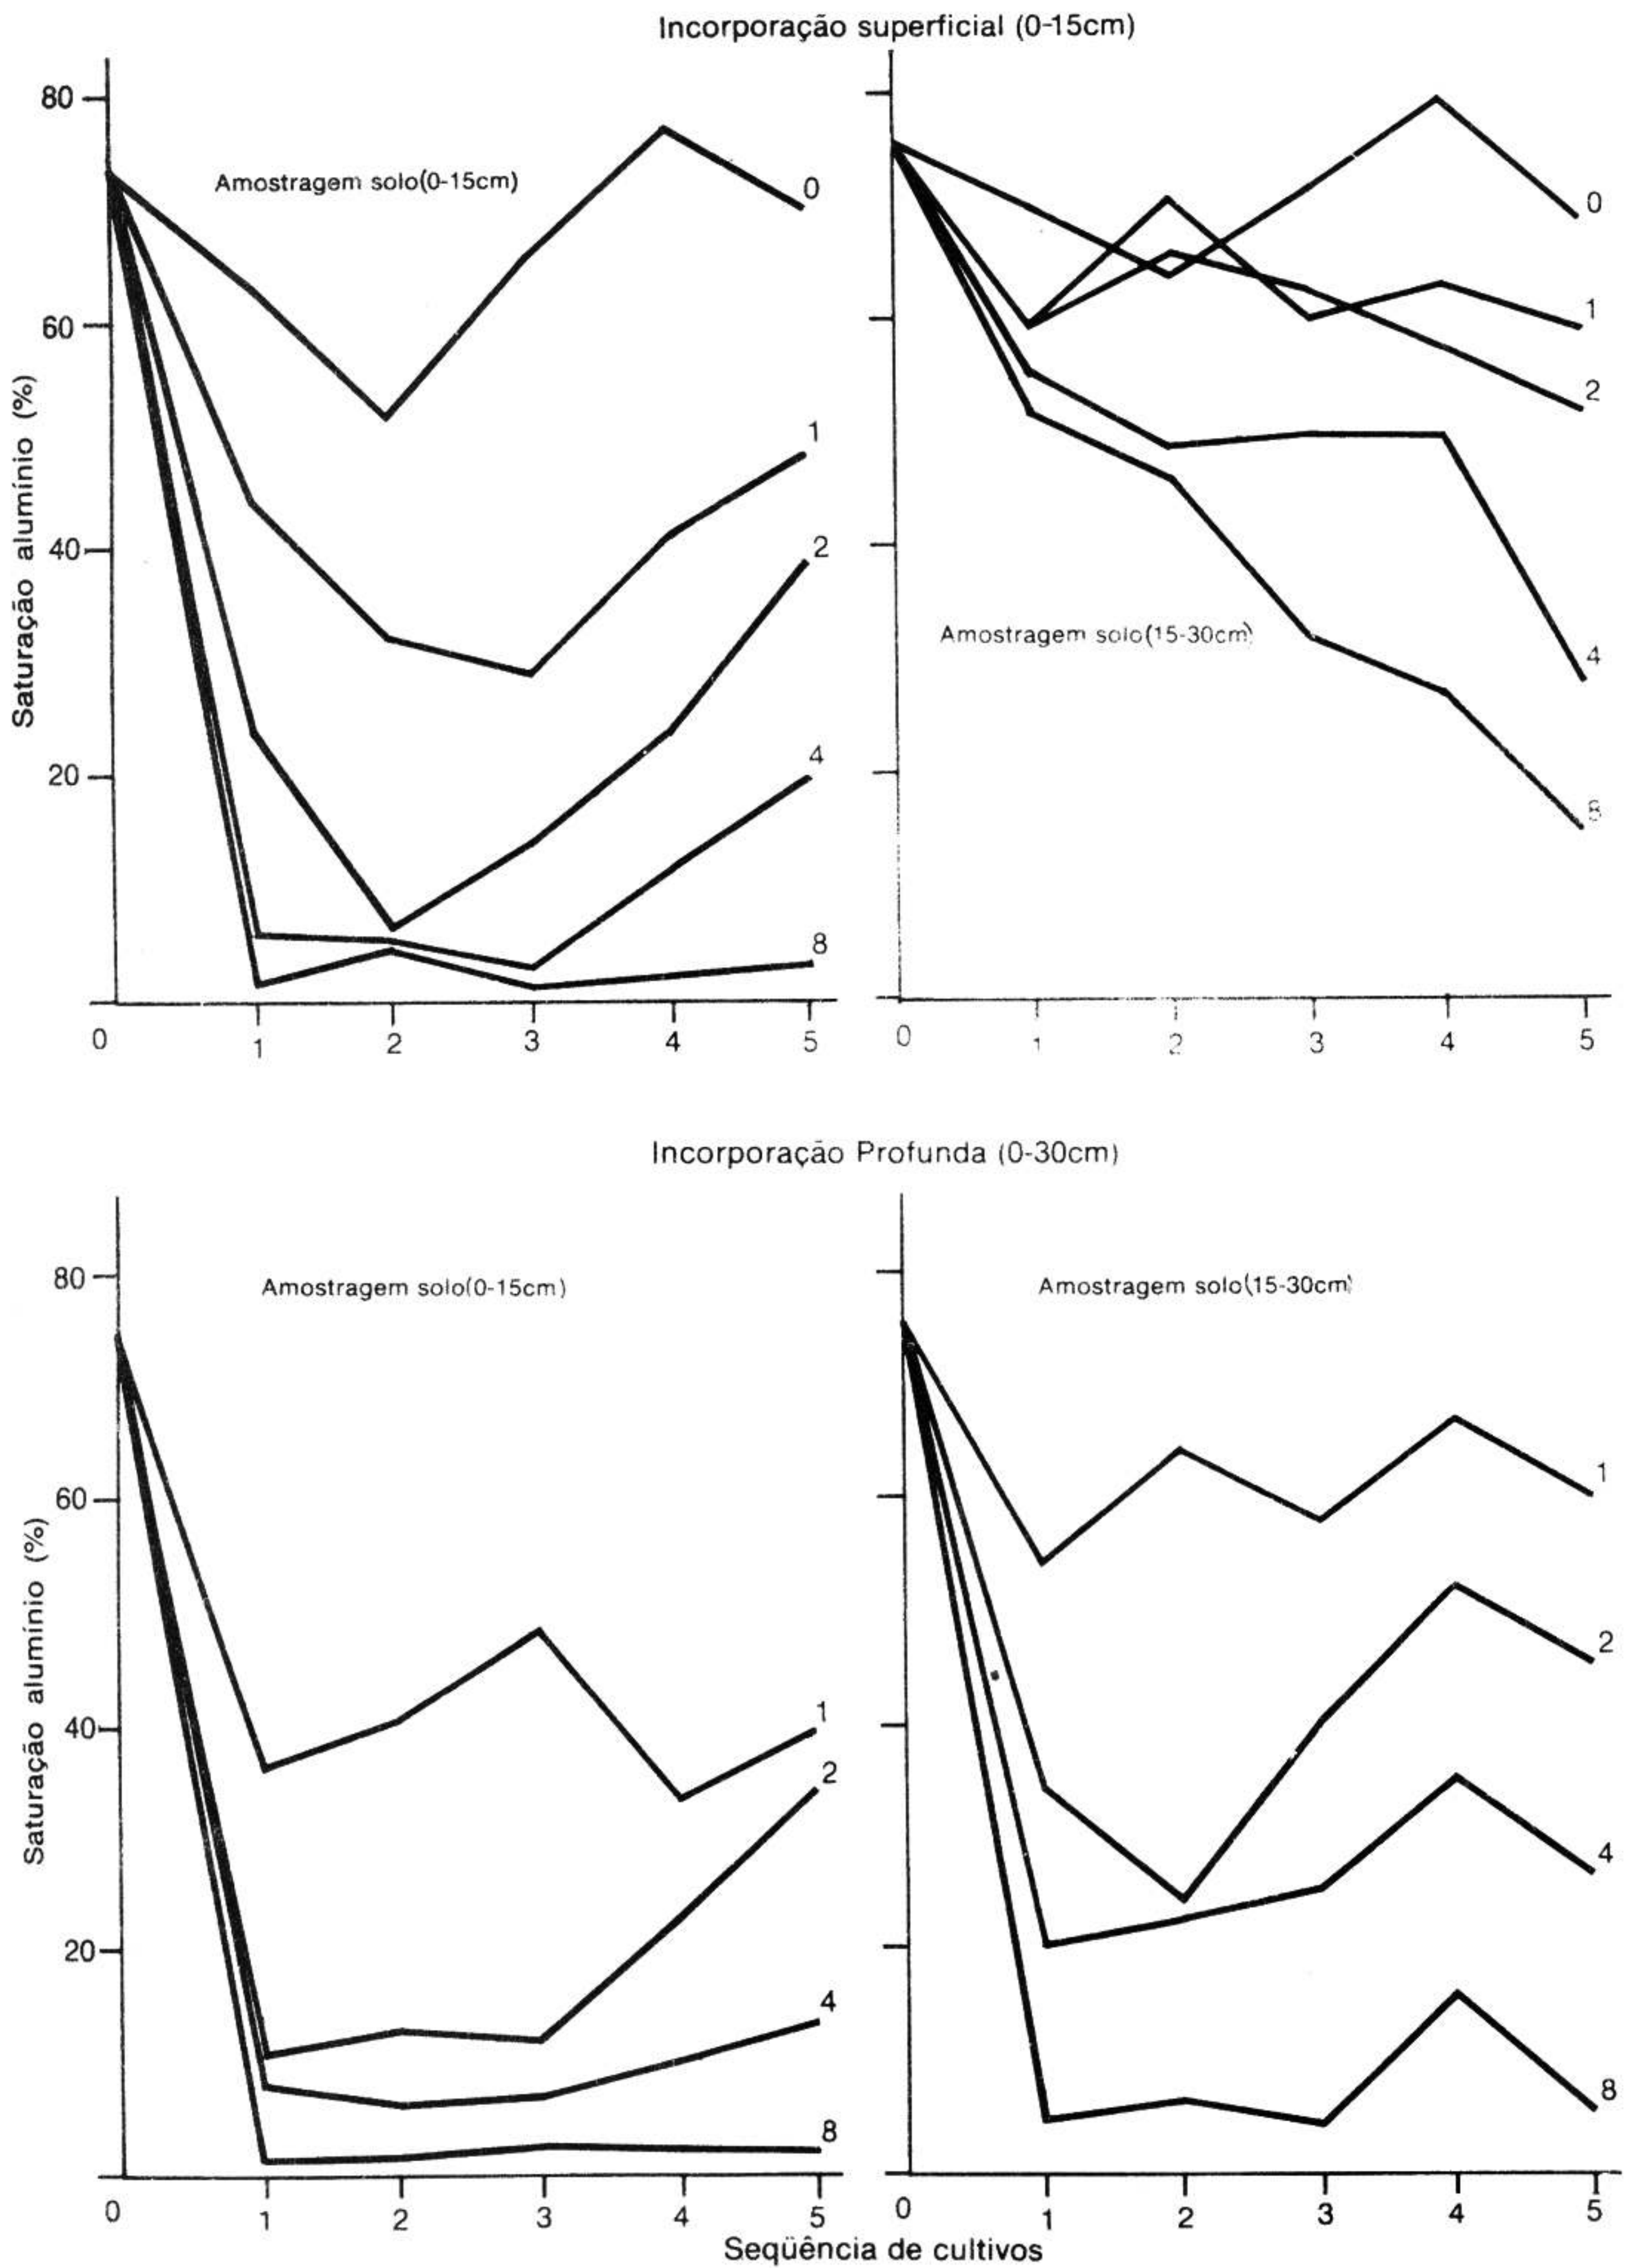 Incorporação superficial (0-15cm)
Saturação alumínio (%)
80
60
40
20
Amostragem solo(0-15cm)
0
1
2
4
8
0 1 2 3 4 5
Amostragem solo(15-30cm)
0
1
2
4
8
0 1 2 3 4 5
Incorporação Profunda (0-30cm)
Saturação alumínio (%)
80
60
40
20
Amostragem solo(0-15cm)
1
2
4
8
0 1 2 3 4 5
Amostragem solo(15-30cm)
1
2
4
8
0 1 2 3 4 5
Seqüência de cultivos